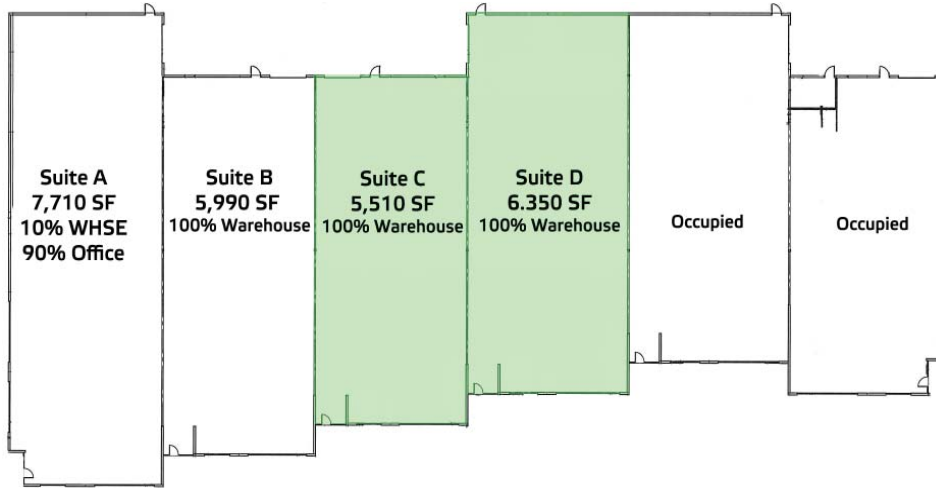 Suite A
7,710 SF
10% WHSE
90% Office
Suite B
5,990 SF
100% Warehouse
Suite C
5,510 SF
100% Warehouse
Suite D
6.350 SF
100% Warehouse
Occupied
Occupied